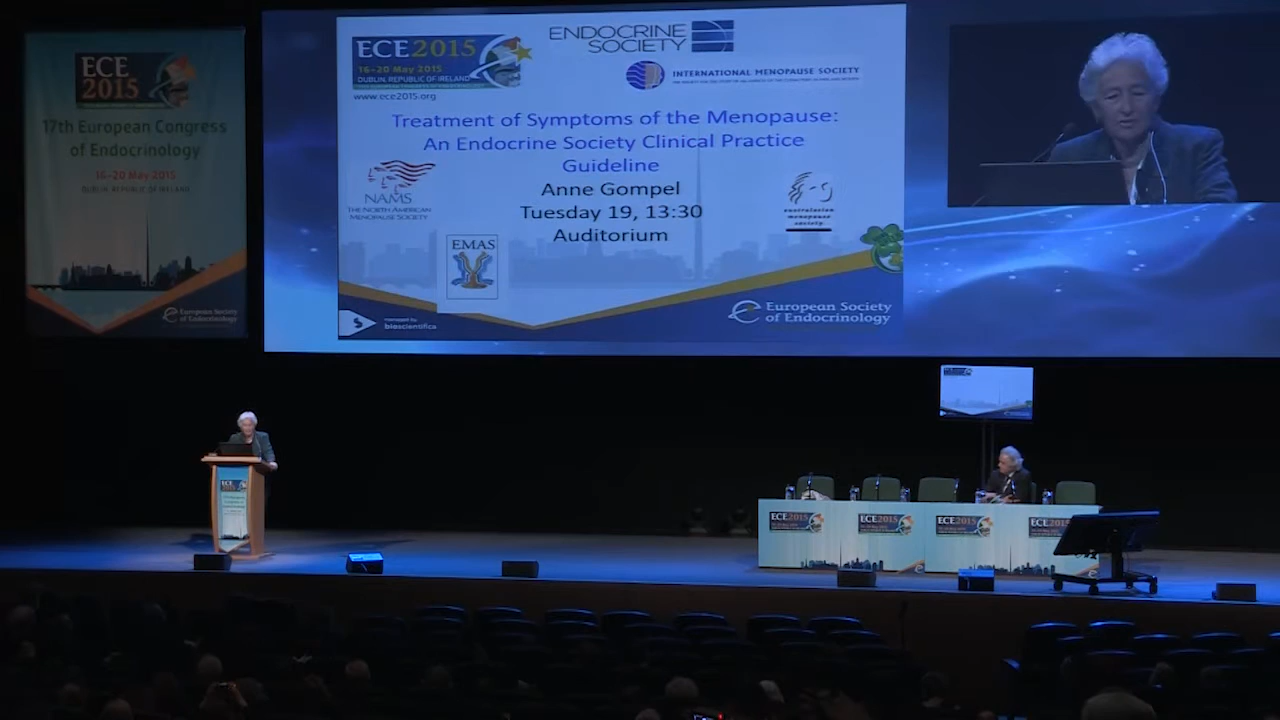 ECE
2015
17th European Congress
of Endocrinology
16-20 May 2015
DUBLIN, REPUBLIC OF IRELAND
European Society
of Endocrinology
ECE2015
16-20 May 2015
DUBLIN, REPUBLIC OF IRELAND
www.ece2015.org
ENDOCRINE
SOCIETY
INTERNATIONAL MENOPAUSE SOCIETY
Treatment of Symptoms of the Menopause:
An Endocrine Society Clinical Practice
Guideline
Anne Gompel
Tuesday 19, 13:30
Auditorium
NAMS
THE NORTH AMERICAN
MENOPAUSE SOCIETY
EMAS
australasian
menopause
society
managed by
bioscientifica
European Society
of Endocrinology
ECE
ECE2015
ECE2015
ECE2015
ECE2015